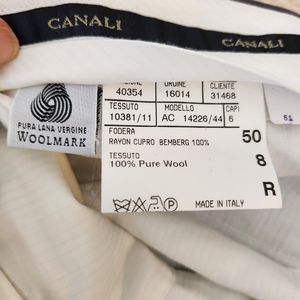 CANALI
CANALI
ORDINE CLIENTE
40354 16014 31468
TESSUTO MODELLO CAPI
10381/11 AC 14226/44 6
FODERA
RAYON CUPRO BEMBERG 100%
TESSUTO
100% Pure Wool
50
8
R
MADE IN ITALY
PURA LANA VERGINE
WOOLMARK